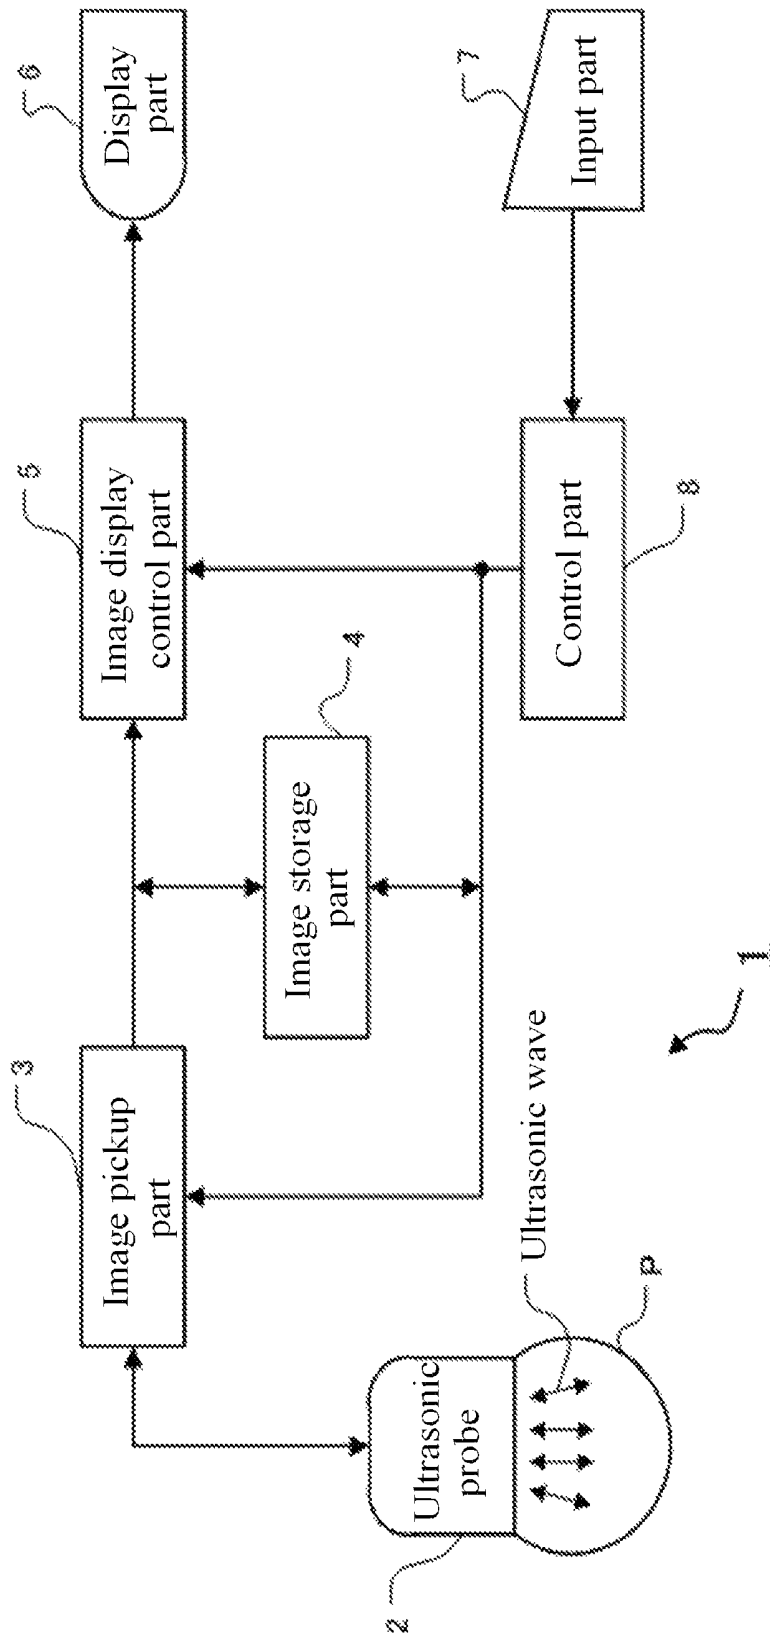 3
Image pickup
part
5
Image display
control part
6
Display
part
4
Image storage
part
7
Input part
Control part
8
2
Ultrasonic
probe
Ultrasonic wave
P
1